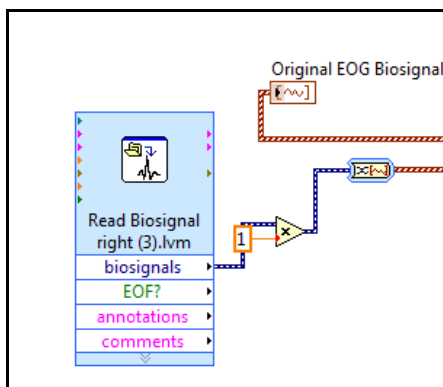 Original EOG Biosignal
Read Biosignal
right (3).lvm
biosignals
1
EOF?
annotations
comments